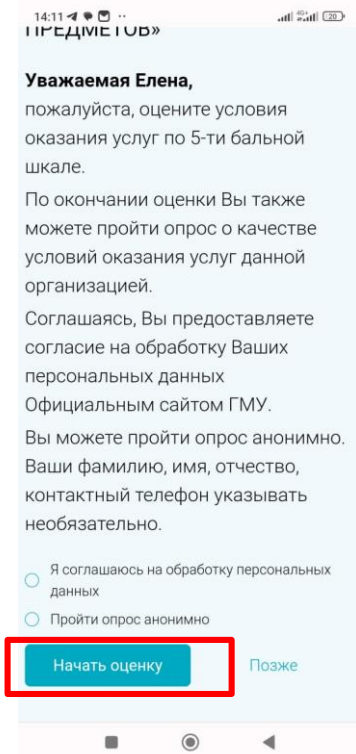 14:11
4G+
20
ПРЕДМЕТОВ»
Уважаемая Елена,
пожалуйста, оцените условия
оказания услуг по 5-ти бальной
шкале.
По окончании оценки Вы также
можете пройти опрос о качестве
условий оказания услуг данной
организацией.
Соглашаясь, Вы предоставляете
согласие на обработку Ваших
персональных данных
Официальным сайтом ГМУ.
Вы можете пройти опрос анонимно.
Ваши фамилию, имя, отчество,
контактный телефон указывать
необязательно.
Я соглашаюсь на обработку персональных
данных
Пройти опрос анонимно
Начать оценку Позже